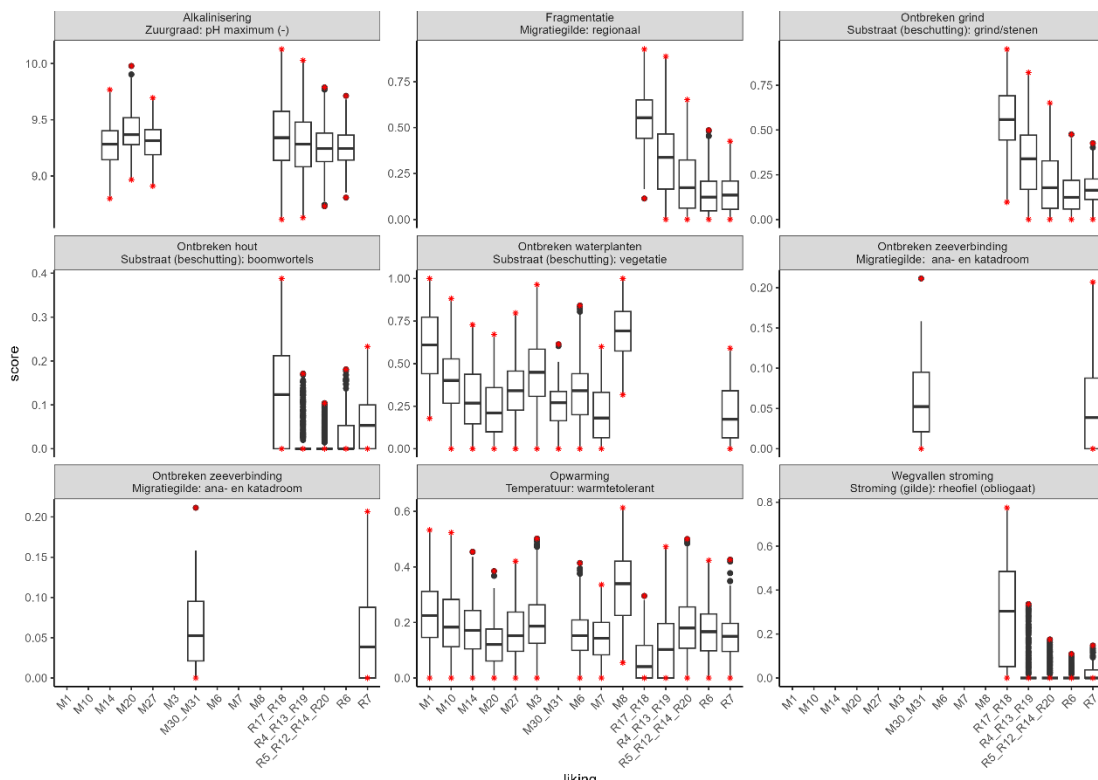 Alkalinisering
Zuurgraad: pH maximum (-)
10.0
9.5
9.0
Fragmentatie
Migratiegilde: regionaal
0.75
0.50
0.25
0.00
Ontbreken grind
Substraat (beschutting): grind/stenen
0.75
0.50
0.25
0.00
Ontbreken hout
Substraat (beschutting): boomwortels
0.4
0.3
0.2
0.1
0.0
Ontbreken waterplanten
Substraat (beschutting): vegetatie
1.00
0.75
0.50
0.25
0.00
Ontbreken zeeverbinding
Migratiegilde: ana- en katadroom
0.20
0.15
0.10
0.05
0.00
score
Ontbreken zeeverbinding
Migratiegilde: ana- en katadroom
0.20
0.15
0.10
0.05
0.00
Opwarming
Temperatuur: warmtetolerant
0.6
0.4
0.2
0.0
Wegvallen stroming
Stroming (gilde): rheofiel (obliogaat)
0.8
0.6
0.4
0.2
0.0
M1
M10
M14
M20
M27
M3
M30_M31
M6
M7
M8
R17_R18
R4_R13_R19
R5_R12_R14_R20
R6
R7
M1
M10
M14
M20
M27
M3
M30_M31
M6
M7
M8
R17_R18
R4_R13_R19
R5_R12_R14_R20
R6
R7
M1
M10
M14
M20
M27
M3
M30_M31
M6
M7
M8
R17_R18
R4_R13_R19
R5_R12_R14_R20
R6
R7
liking